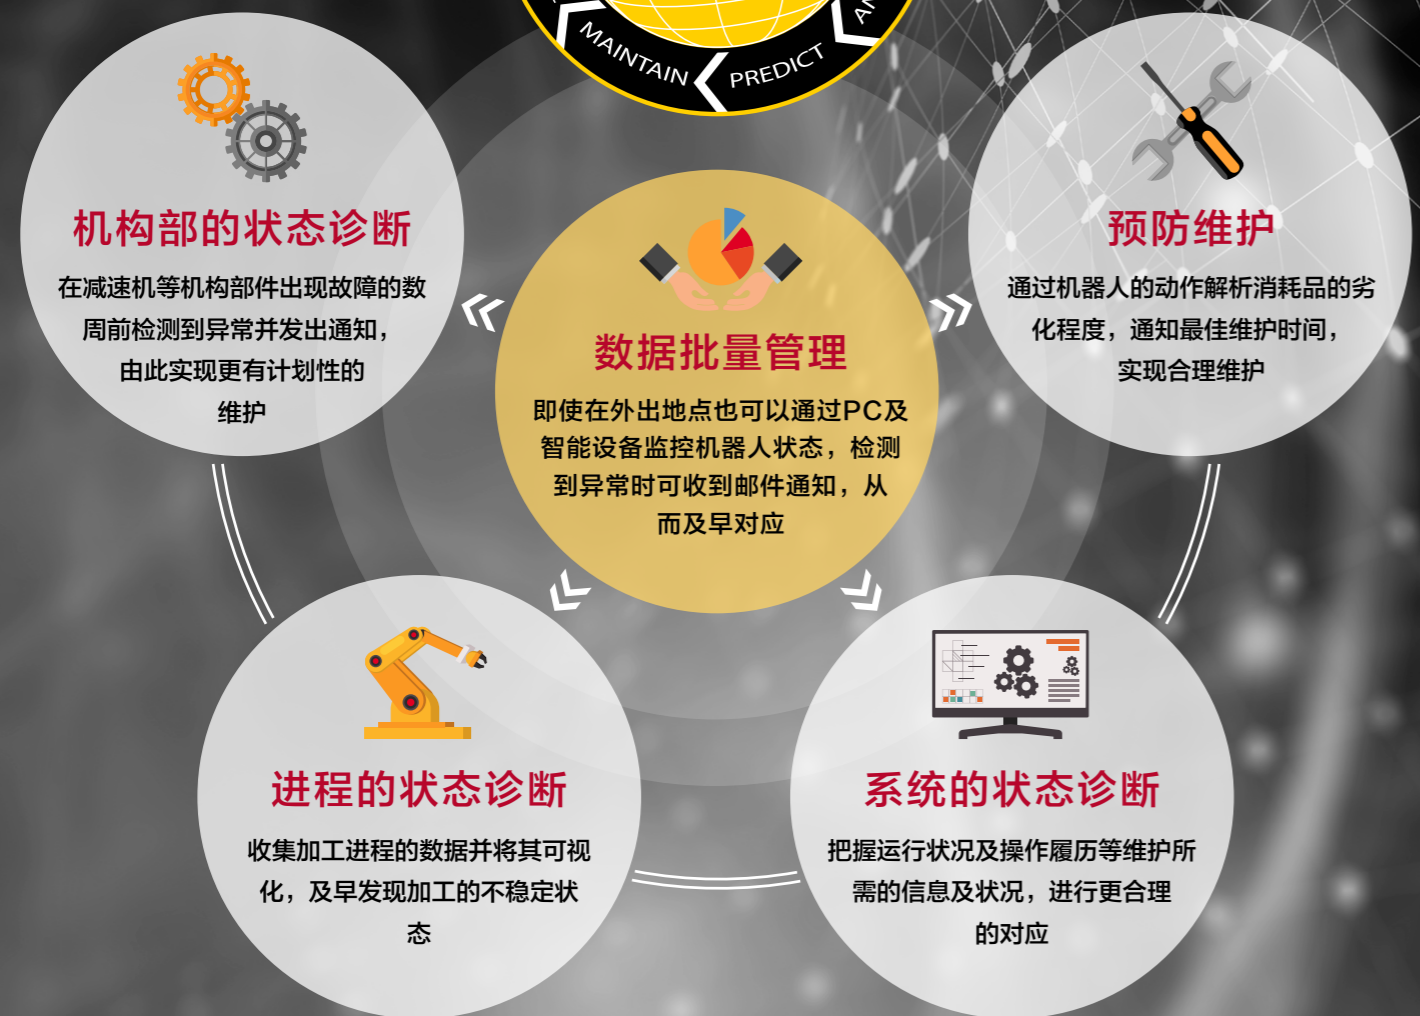 MAINTAIN
PREDICT
机构部的状态诊断
在减速机等机构部件出现故障的数
周前检测到异常并发出通知，
由此实现更有计划性的
维护
预防维护
通过机器人的动作解析消耗品的劣
化程度，通知最佳维护时间，
实现合理维护
数据批量管理
即使在外出地点也可以通过PC及
智能设备监控机器人状态，检测
到异常时可收到邮件通知，从
而及早对应
进程的状态诊断
收集加工进程的数据并将其可视
化，及早发现加工的不稳定状
态
系统的状态诊断
把握运行状况及操作履历等维护所
需的信息及状况，进行更合理
的对应